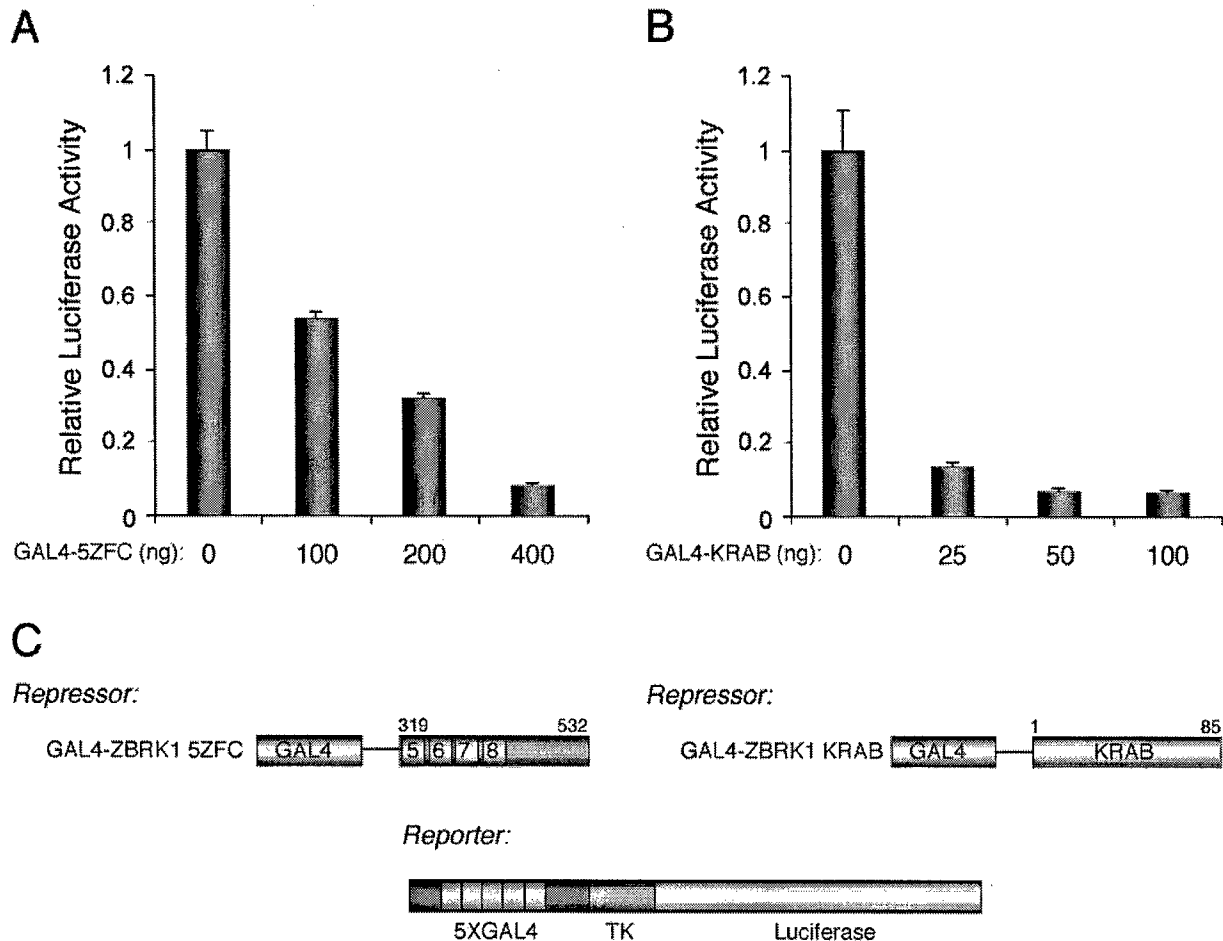 A
Relative Luciferase Activity
1.2
1
0.8
0.6
0.4
0.2
0
GAL4-5ZFC (ng): 0 100 200 400
B
Relative Luciferase Activity
1.2
1
0.8
0.6
0.4
0.2
0
GAL4-KRAB (ng): 0 25 50 100
C
Repressor:
319 532
GAL4-ZBRK1 5ZFC GAL4 5 6 7 8
Repressor:
1 85
GAL4-ZBRK1 KRAB GAL4 KRAB
Reporter:
5XGAL4 TK Luciferase